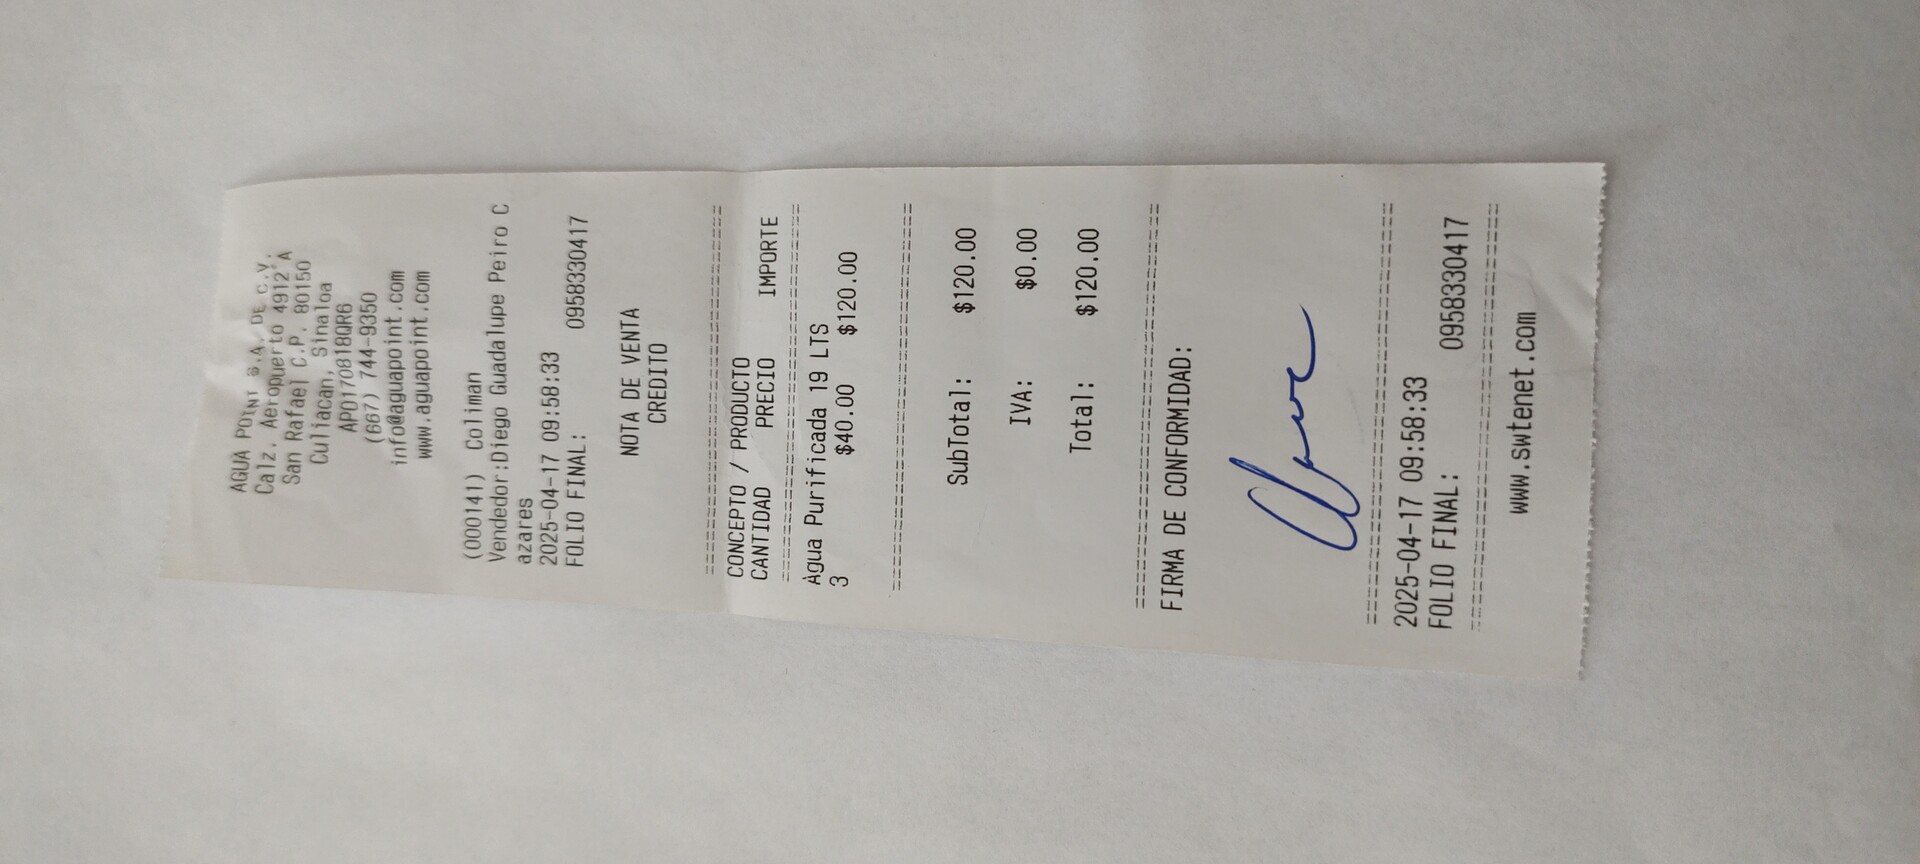 AGUA POINT S.A. DE C.V.
Calz. Aeropuerto 4912 A
San Rafael C.P. 80150
Culiacan, Sinaloa
APO170818QR6
(667) 744-9350
info@aguapoint.com
www.aguapoint.com
(000141) Coliman
Vendedor:Diego Guadalupe Peiro C
azares
2025-04-17 09:58:33
FOLIO FINAL: 0958330417
NOTA DE VENTA
CREDITO
================================
CONCEPTO / PRODUCTO
CANTIDAD PRECIO IMPORTE
================================
Agua Purificada 19 LTS
3 $40.00 $120.00
================================
SubTotal: $120.00
IVA: $0.00
Total: $120.00
================================
FIRMA DE CONFORMIDAD:
================================
2025-04-17 09:58:33
FOLIO FINAL: 0958330417
================================
www.swtenet.com